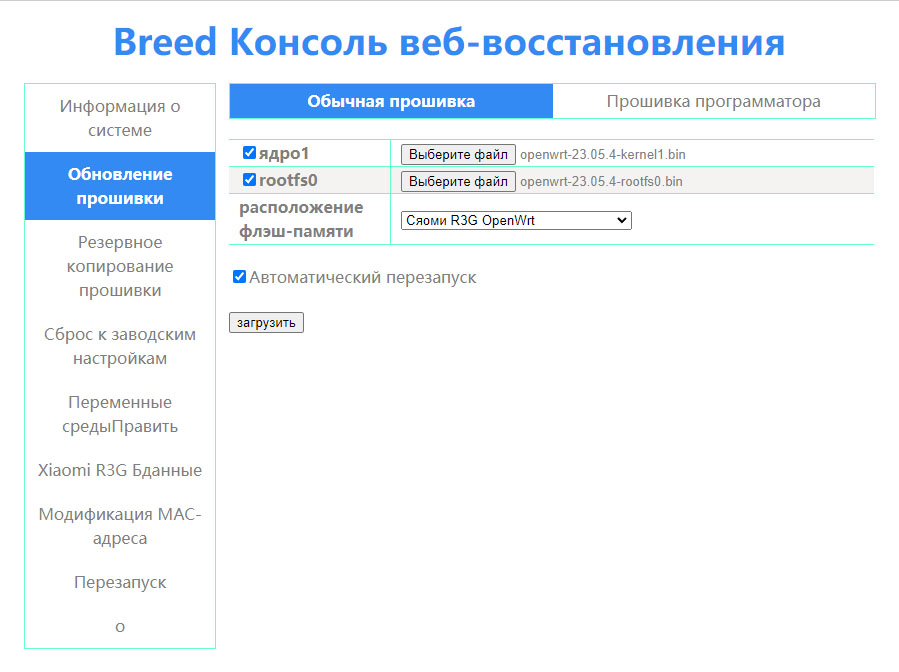 Breed Консоль веб-восстановления
Информация о
системе
Обновление
прошивки
Резервное
копирование
прошивки
Сброс к заводским
настройкам
Переменные
средыПравить
Xiaomi R3G Бданные
Модификация MAC-
адреса
Перезапуск
о
Обычная прошивка
Прошивка программатора
ядро1
Выберите файл openwrt-23.05.4-kernel1.bin
rootfs0
Выберите файл openwrt-23.05.4-rootfs0.bin
расположение
флэш-памяти
Сяоми R3G OpenWrt
Автоматический перезапуск
загрузить